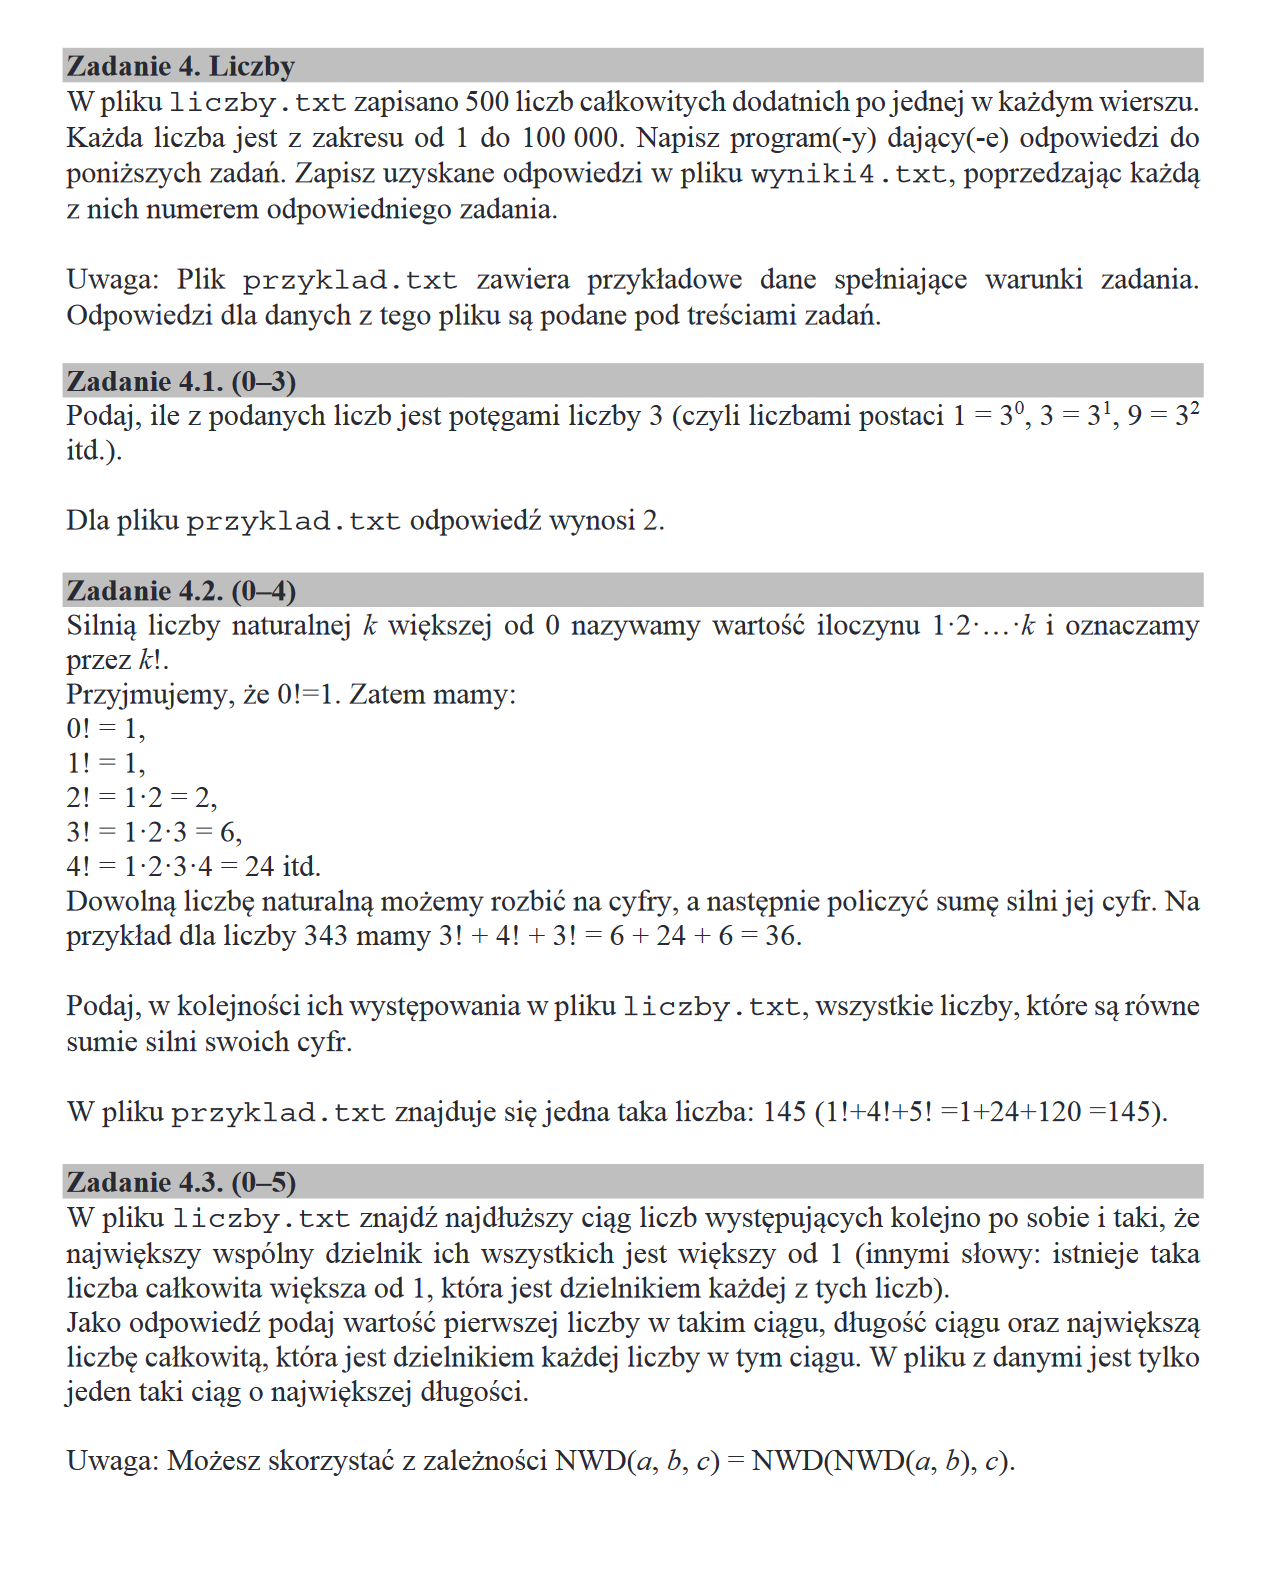 Zadanie 4. Liczby
W pliku liczby.txt zapisano 500 liczb całkowitych dodatnich po jednej w każdym wierszu.
Każda liczba jest z zakresu od 1 do 100 000. Napisz program(-y) dający(-e) odpowiedzi do
poniższych zadań. Zapisz uzyskane odpowiedzi w pliku wyniki4.txt, poprzedzając każdą
z nich numerem odpowiedniego zadania.
Uwaga: Plik przyklad.txt zawiera przykładowe dane spełniające warunki zadania.
Odpowiedzi dla danych z tego pliku są podane pod treściami zadań.
Zadanie 4.1. (0–3)
Podaj, ile z podanych liczb jest potęgami liczby 3 (czyli liczbami postaci 1 = 3⁰, 3 = 3¹, 9 = 3²
itd.).
Dla pliku przyklad.txt odpowiedź wynosi 2.
Zadanie 4.2. (0–4)
Silnią liczby naturalnej k większej od 0 nazywamy wartość iloczynu 1·2·…·k i oznaczamy
przez k!.
Przyjmujemy, że 0!=1. Zatem mamy:
0! = 1,
1! = 1,
2! = 1·2 = 2,
3! = 1·2·3 = 6,
4! = 1·2·3·4 = 24 itd.
Dowolną liczbę naturalną możemy rozbić na cyfry, a następnie policzyć sumę silni jej cyfr. Na
przykład dla liczby 343 mamy 3! + 4! + 3! = 6 + 24 + 6 = 36.
Podaj, w kolejności ich występowania w pliku liczby.txt, wszystkie liczby, które są równe
sumie silni swoich cyfr.
W pliku przyklad.txt znajduje się jedna taka liczba: 145 (1!+4!+5! =1+24+120 =145).
Zadanie 4.3. (0–5)
W pliku liczby.txt znajdź najdłuższy ciąg liczb występujących kolejno po sobie i taki, że
największy wspólny dzielnik ich wszystkich jest większy od 1 (innymi słowy: istnieje taka
liczba całkowita większa od 1, która jest dzielnikiem każdej z tych liczb).
Jako odpowiedź podaj wartość pierwszej liczby w takim ciągu, długość ciągu oraz największą
liczbę całkowitą, która jest dzielnikiem każdej liczby w tym ciągu. W pliku z danymi jest tylko
jeden taki ciąg o największej długości.
Uwaga: Możesz skorzystać z zależności NWD(a, b, c) = NWD(NWD(a, b), c).